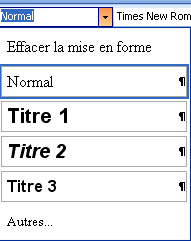 Normal Times New Rom
Effacer la mise en forme
Normal ¶
Titre 1 ¶
Titre 2 ¶
Titre 3 ¶
Autres...